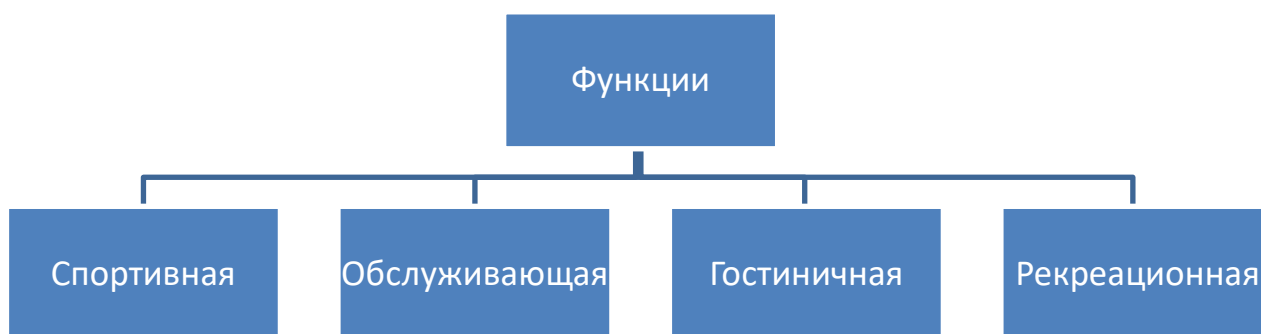 Функции
Спортивная
Обслуживающая
Гостиничная
Рекреационная